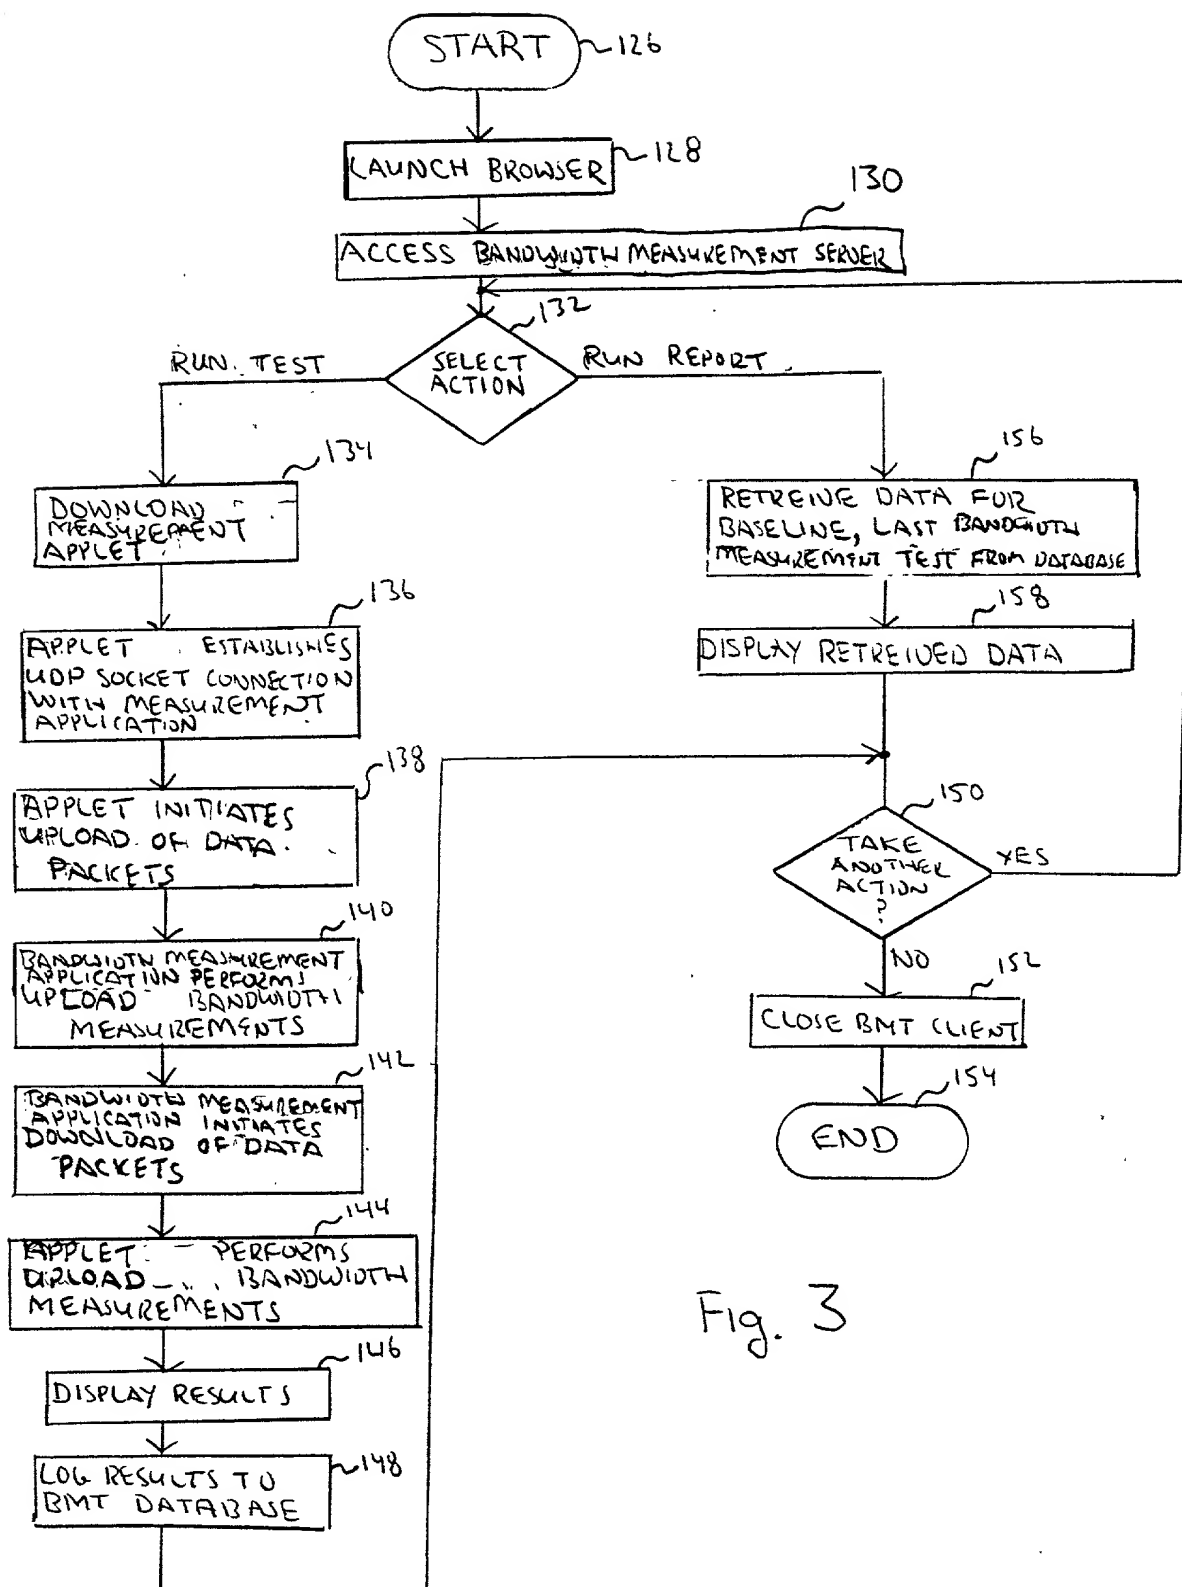 START
126
LAUNCH BROWSER
128
130
ACCESS BANDWIDTH MEASUREMENT SERVER
132
SELECT
ACTION
RUN TEST
RUN REPORT
134
DOWNLOAD
MEASUREMENT
APPLET
136
APPLET ESTABLISHES
UDP SOCKET CONNECTION
WITH MEASUREMENT
APPLICATION
138
APPLET INITIATES
UPLOAD OF DATA
PACKETS
140
BANDWIDTH MEASUREMENT
APPLICATION PERFORMS
UPLOAD BANDWIDTH
MEASUREMENTS
142
BANDWIDTH MEASUREMENT
APPLICATION INITIATES
DOWNLOAD OF DATA
PACKETS
144
APPLET PERFORMS
BANDWIDTH
MEASUREMENTS
146
DISPLAY RESULTS
148
LOG RESULTS TO
BMT DATABASE
156
RETREIVE DATA FOR
BASELINE, LAST BANDWIDTH
MEASUREMENT TEST FROM DATABASE
158
DISPLAY RETREIVED DATA
150
TAKE
ANOTHER
ACTION
?
YES
NO
152
CLOSE BMT CLIENT
154
END
Fig. 3